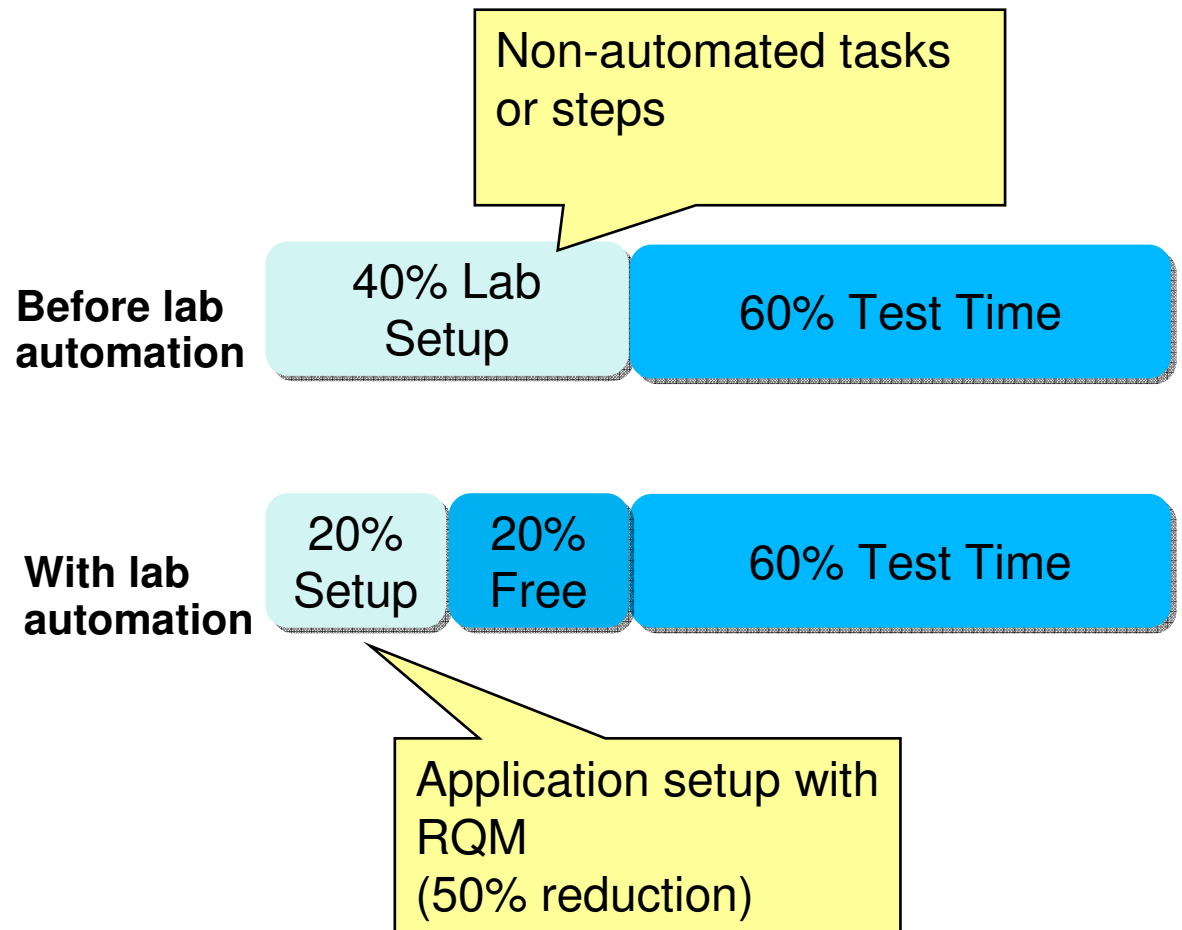 Non-automated tasks
or steps
Before lab
automation
40% Lab
Setup
60% Test Time
With lab
automation
20%
Setup
20%
Free
60% Test Time
Application setup with
RQM
(50% reduction)